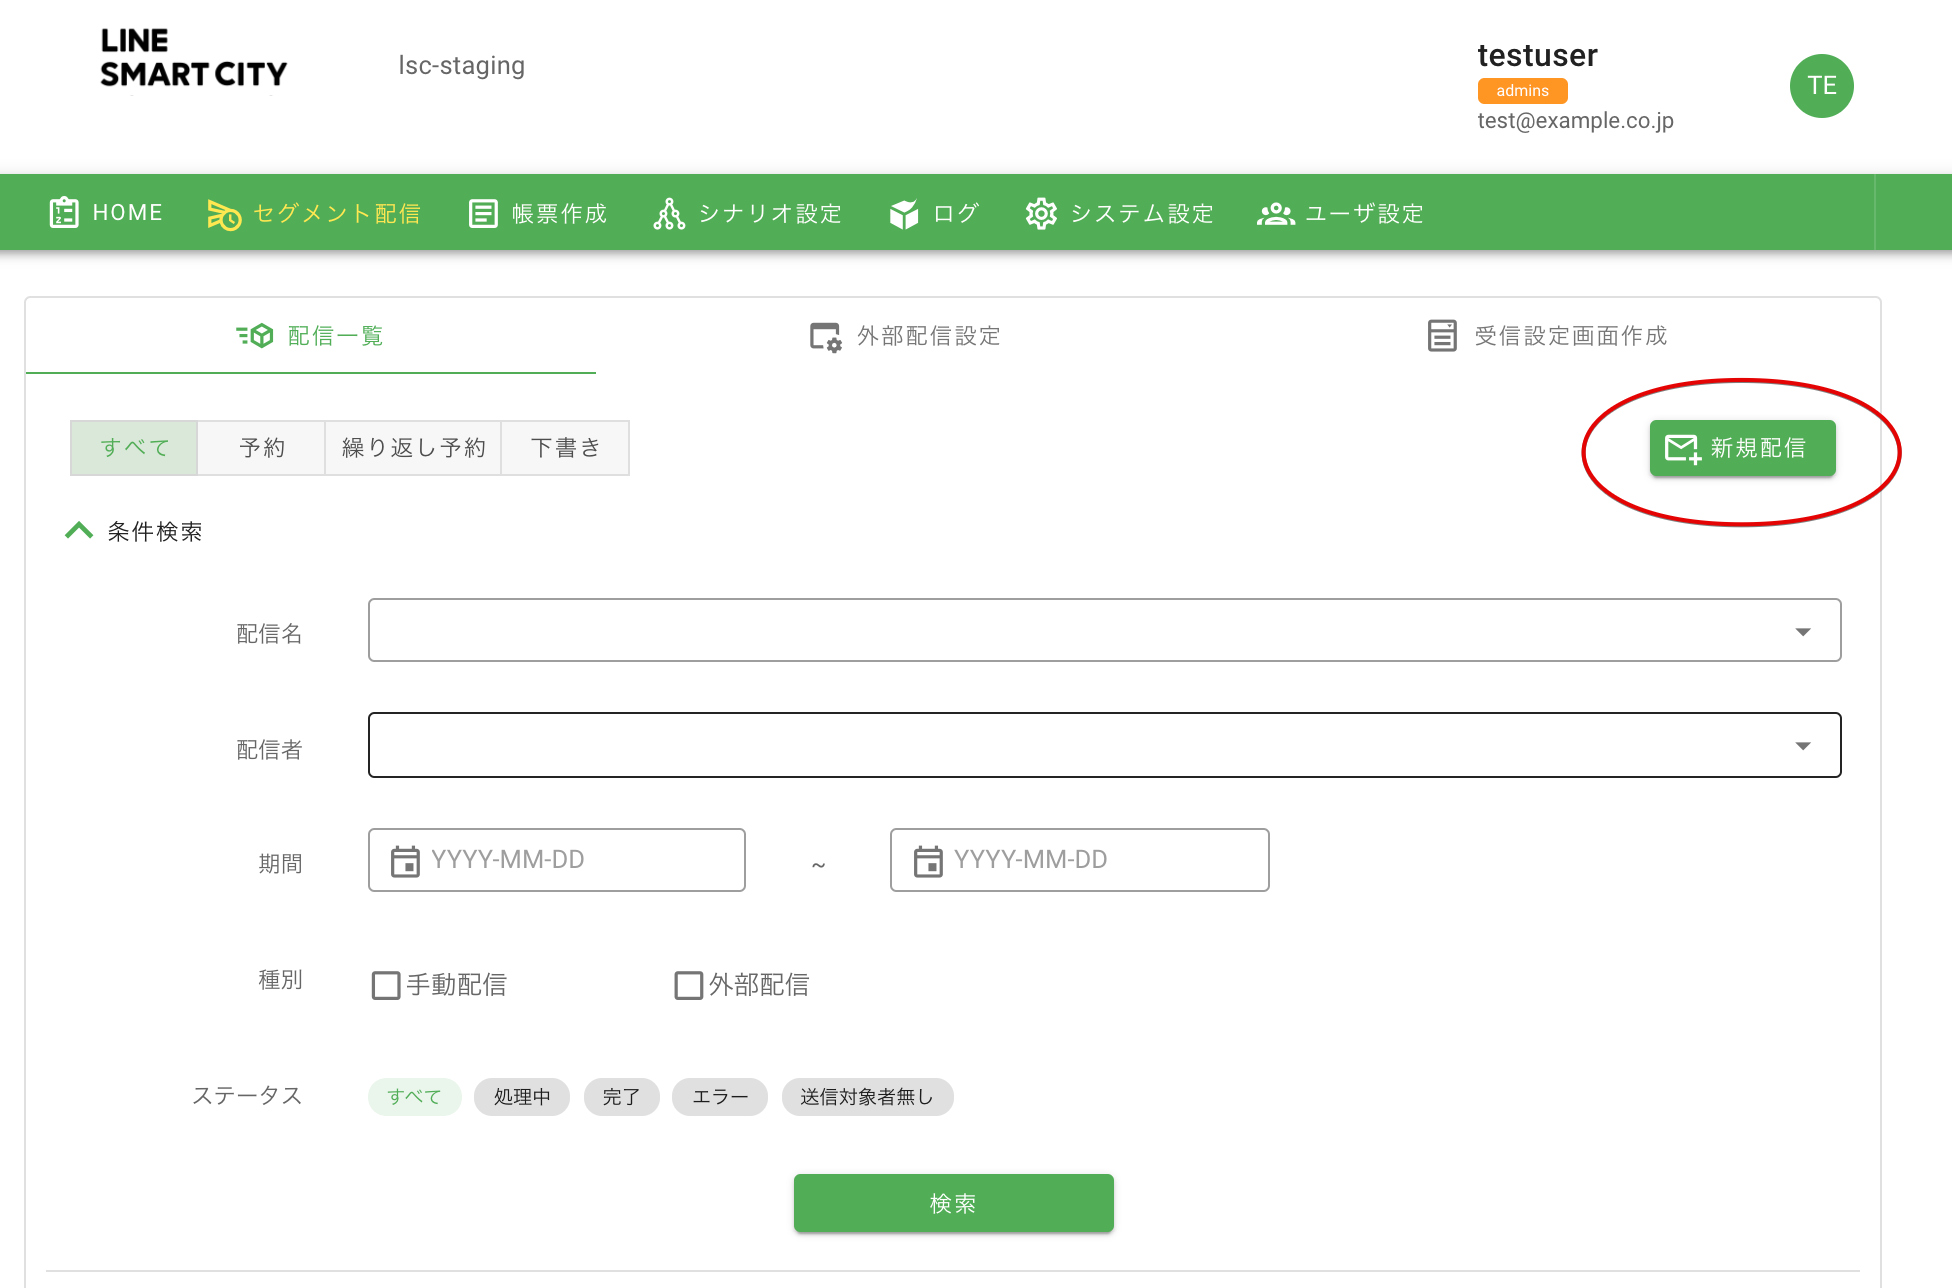 LINE
SMART CITY
lsc-staging
testuser
admins
test@example.co.jp
TE
HOME セグメント配信 帳票作成 シナリオ設定 ログ システム設定 ユーザ設定
配信一覧 外部配信設定 受信設定画面作成
すべて 予約 繰り返し予約 下書き 新規配信
条件検索
配信名
配信者
期間 YYYY-MM-DD ~ YYYY-MM-DD
種別 手動配信 外部配信
ステータス すべて 処理中 完了 エラー 送信対象者無し
検索